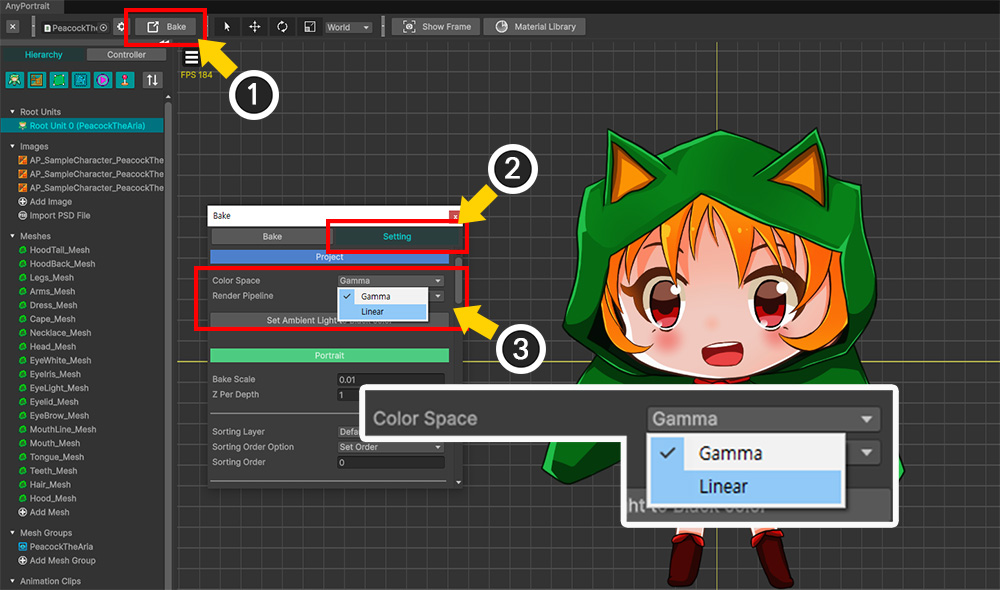 AnyPortrait
PeacockThe
Bake
World
Show Frame
Material Library
Hierarchy
Controller
FPS 184
1
Root Units
Root Unit 0 (PeacockTheAria)
Images
AP_SampleCharacter_PeacockThe
AP_SampleCharacter_PeacockThe
AP_SampleCharacter_PeacockThe
Add Image
Import PSD File
Meshes
HoodTall_Mesh
HoodBack_Mesh
Legs_Mesh
Arms_Mesh
Dress_Mesh
Cape_Mesh
Necklace_Mesh
Head_Mesh
EyeWhite_Mesh
EyeIris_Mesh
EyeLight_Mesh
Eyelid_Mesh
EyeBrow_Mesh
MouthLine_Mesh
Mouth_Mesh
Tongue_Mesh
Teeth_Mesh
Hair_Mesh
Hood_Mesh
Add Mesh
Mesh Groups
PeacockTheAria
Add Mesh Group
Animation Clips
2
Bake
x
Bake
Setting
Project
Color Space
Gamma
Render Pipeline
Gamma
Linear
Set Ambient Light
3
Portrait
Bake Scale
0.01
Z Per Depth
1
Sorting Layer
Defa
Sorting Order Option
Set Order
Sorting Order
0
Color Space
Gamma
Gamma
Linear
ht to Black color